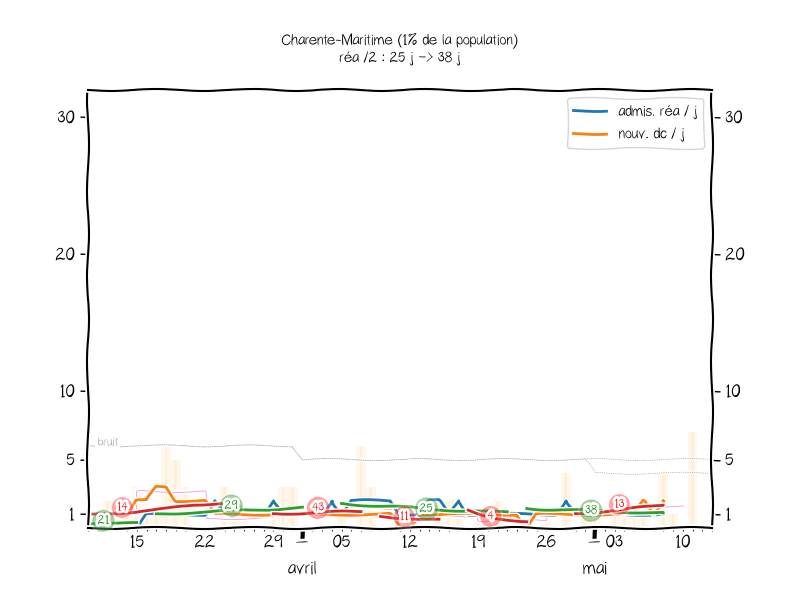 Charente-Maritime (1% de la population)
réa /2 : 25 j -> 38 j
admis. réa / j
nouv. dc / j
30 30
20 20
10 10
bruit
5 5
1 1
21 14 29 43 11 25 4 38 13
15 22 29 05 12 19 26 03 10
avril mai